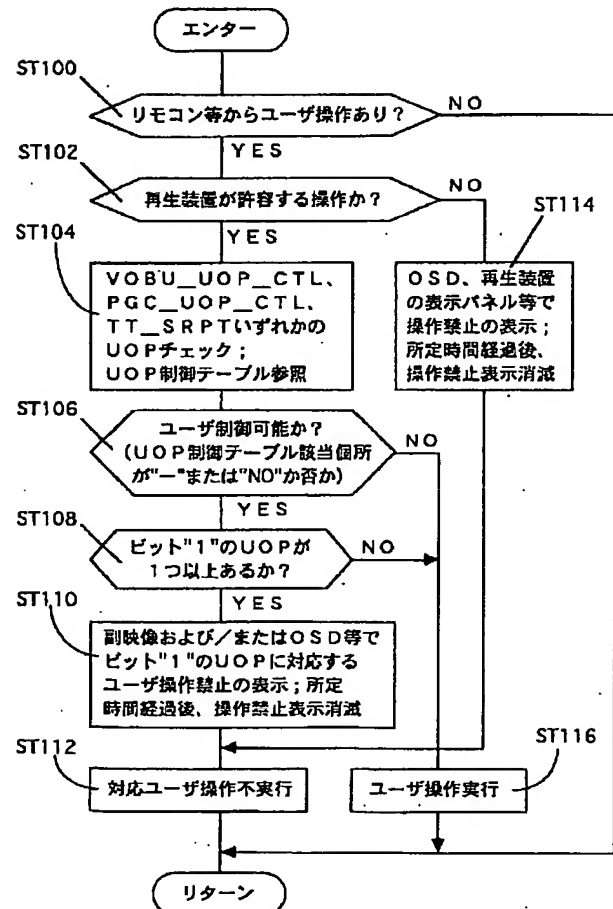 エンター
ST100
リモコン等からユーザ操作あり？
NO
YES
ST102
再生装置が許容する操作か？
NO
YES
ST104
VOBU__UOP__CTL、
PGC__UOP__CTL、
TT__SRPTいずれかの
UOPチェック；
UOP制御テーブル参照
ST114
OSD、再生装置
の表示パネル等で
操作禁止の表示；
所定時間経過後、
操作禁止表示消滅
ST106
ユーザ制御可能か？
（UOP制御テーブル該当個所
が"—"または"NO"か否か）
NO
YES
ST108
ビット"1"のUOPが
1つ以上あるか？
NO
YES
ST110
副映像および／またはOSD等で
ビット"1"のUOPに対応する
ユーザ操作禁止の表示；所定
時間経過後、操作禁止表示消滅
ST112
対応ユーザ操作不実行
ST116
ユーザ操作実行
リターン